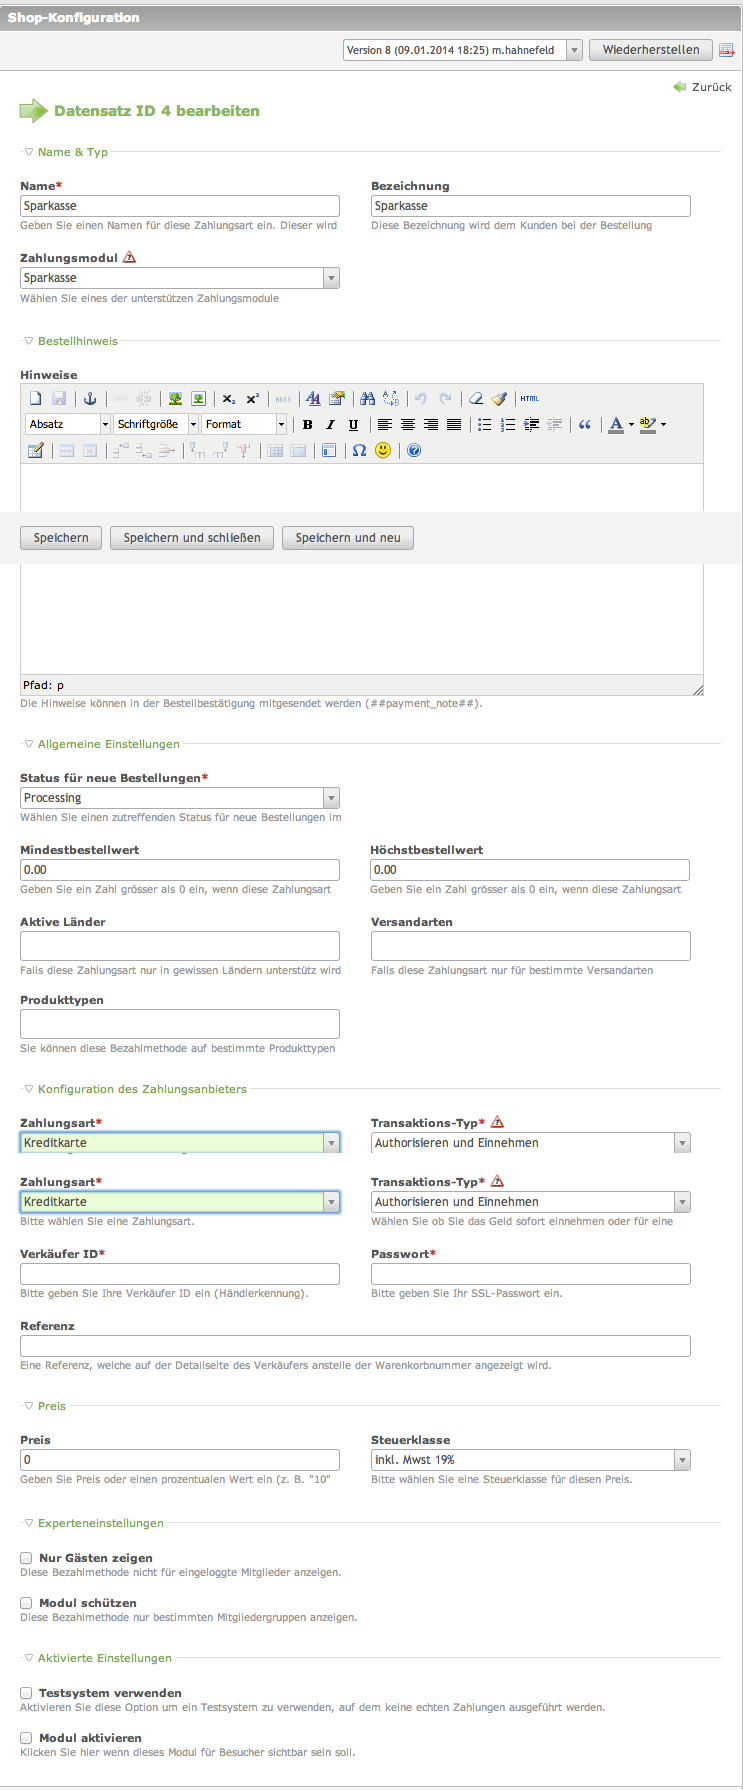 Shop-Konfiguration
Version 8 (09.01.2014 18:25) m.hahnefeld Wiederherstellen
Zurück
Datensatz ID 4 bearbeiten
Name & Typ
Name* Bezeichnung
Sparkasse Sparkasse
Geben Sie einen Namen für diese Zahlungsart ein. Dieser wird Diese Bezeichnung wird dem Kunden bei der Bestellung
Zahlungsmodul
Sparkasse
Wählen Sie eines der unterstützen Zahlungsmodule
Bestellhinweis
Hinweise
ABBR HTML
Absatz Schriftgröße Format B I U
Pfad: p
Speichern Speichern und schließen Speichern und neu
Die Hinweise können in der Bestellbestätigung mitgesendet werden (##payment_note##).
Allgemeine Einstellungen
Status für neue Bestellungen*
Processing
Wählen Sie einen zutreffenden Status für neue Bestellungen im
Mindestbestellwert Höchstbestellwert
0.00 0.00
Geben Sie ein Zahl grösser als 0 ein, wenn diese Zahlungsart Geben Sie ein Zahl grösser als 0 ein, wenn diese Zahlungsart
Aktive Länder Versandarten
Falls diese Zahlungsart nur in gewissen Ländern unterstütz wird Falls diese Zahlungsart nur für bestimmte Versandarten
Produkttypen
Sie können diese Bezahlmethode auf bestimmte Produkttypen
Konfiguration des Zahlungsanbieters
Zahlungsart* Transaktions-Typ*
Kreditkarte Authorisieren und Einnehmen
Zahlungsart* Transaktions-Typ*
Kreditkarte Authorisieren und Einnehmen
Bitte wählen Sie eine Zahlungsart. Wählen Sie ob Sie das Geld sofort einnehmen oder für eine
Verkäufer ID* Passwort*
Bitte geben Sie Ihre Verkäufer ID ein (Händlerkennung). Bitte geben Sie Ihr SSL-Passwort ein.
Referenz
Eine Referenz, welche auf der Detailseite des Verkäufers anstelle der Warenkorbnummer angezeigt wird.
Preis
Preis Steuerklasse
0 inkl. Mwst 19%
Geben Sie Preis oder einen prozentualen Wert ein (z. B. "10" Bitte wählen Sie eine Steuerklasse für diesen Preis.
Experteneinstellungen
Nur Gästen zeigen
Diese Bezahlmethode nicht für eingeloggte Mitglieder anzeigen.
Modul schützen
Diese Bezahlmethode nur bestimmten Mitgliedergruppen anzeigen.
Aktivierte Einstellungen
Testsystem verwenden
Aktivieren Sie diese Option um ein Testsystem zu verwenden, auf dem keine echten Zahlungen ausgeführt werden.
Modul aktivieren
Klicken Sie hier wenn dieses Modul für Besucher sichtbar sein soll.